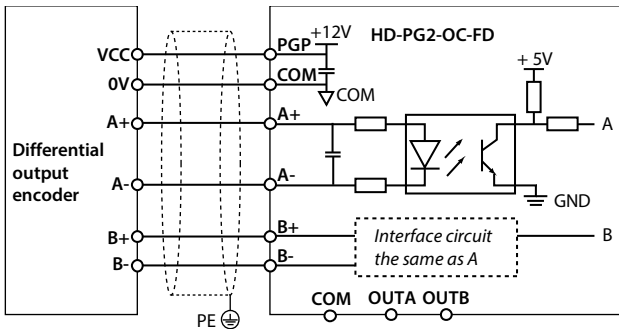 +12V
HD-PG2-OC-FD
VCC
PGP
+ 5V
0V
COM
COM
A+
A+
A
Differential
output
encoder
A-
A-
GND
B+
B+
Interface circuit
the same as A
B
B-
B-
COM OUTA OUTB
PE